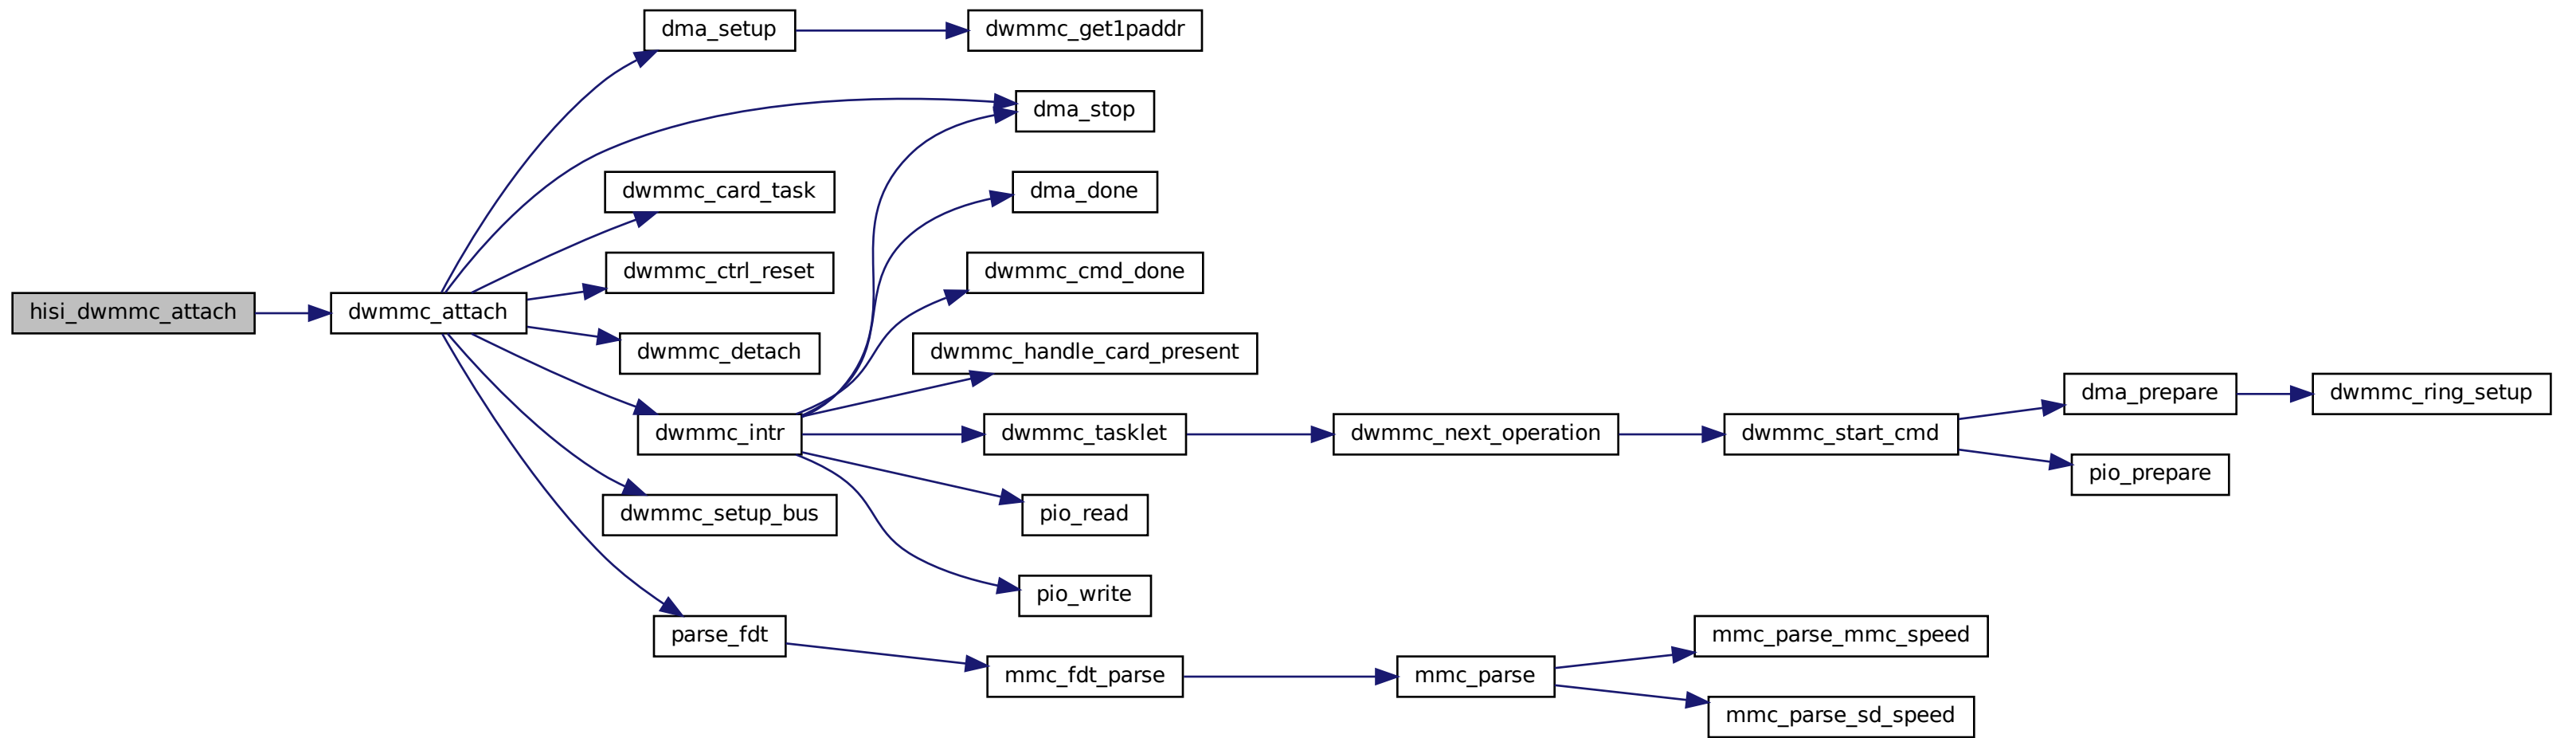 hisi_dwmmc_attach
dwmmc_attach
dma_setup
dwmmc_get1paddr
dma_stop
dwmmc_card_task
dma_done
dwmmc_ctrl_reset
dwmmc_cmd_done
dwmmc_detach
dwmmc_handle_card_present
dwmmc_intr
dwmmc_tasklet
dwmmc_next_operation
dwmmc_start_cmd
dma_prepare
dwmmc_ring_setup
pio_prepare
dwmmc_setup_bus
pio_read
pio_write
parse_fdt
mmc_fdt_parse
mmc_parse
mmc_parse_mmc_speed
mmc_parse_sd_speed